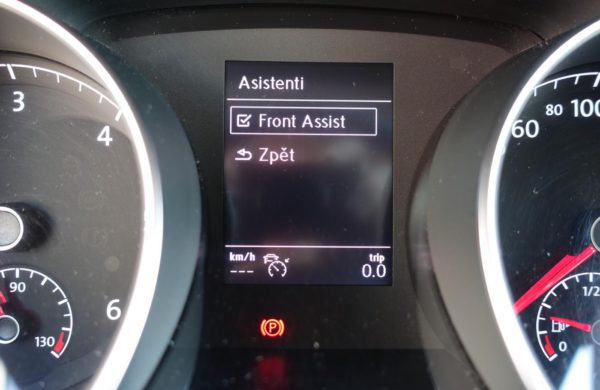 Asistenti
Front Assist
Zpět
km/h
---
trip
0.0
3
4
6
90
130
60
80
100
1/2
0
P